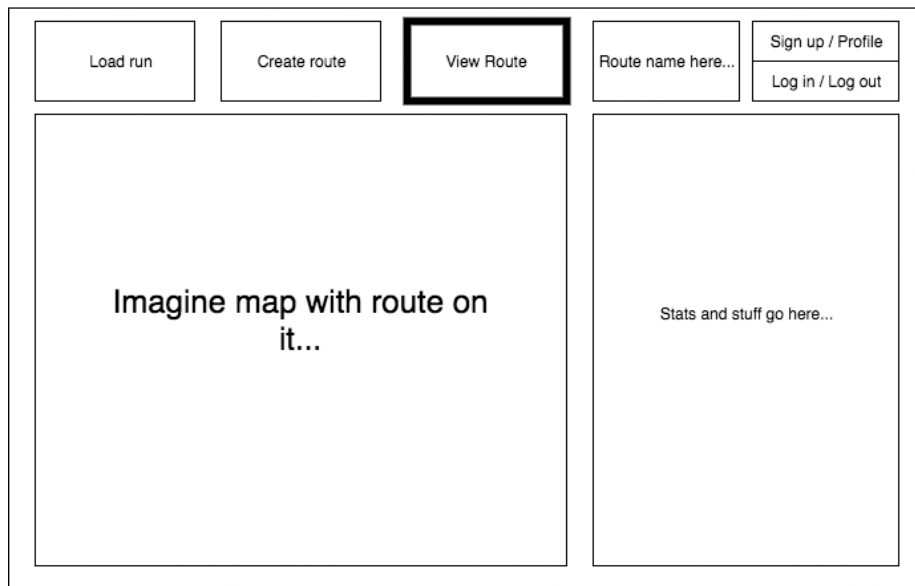 Load run
Create route
View Route
Route name here...
Sign up / Profile
Log in / Log out
Imagine map with route on
it...
Stats and stuff go here...